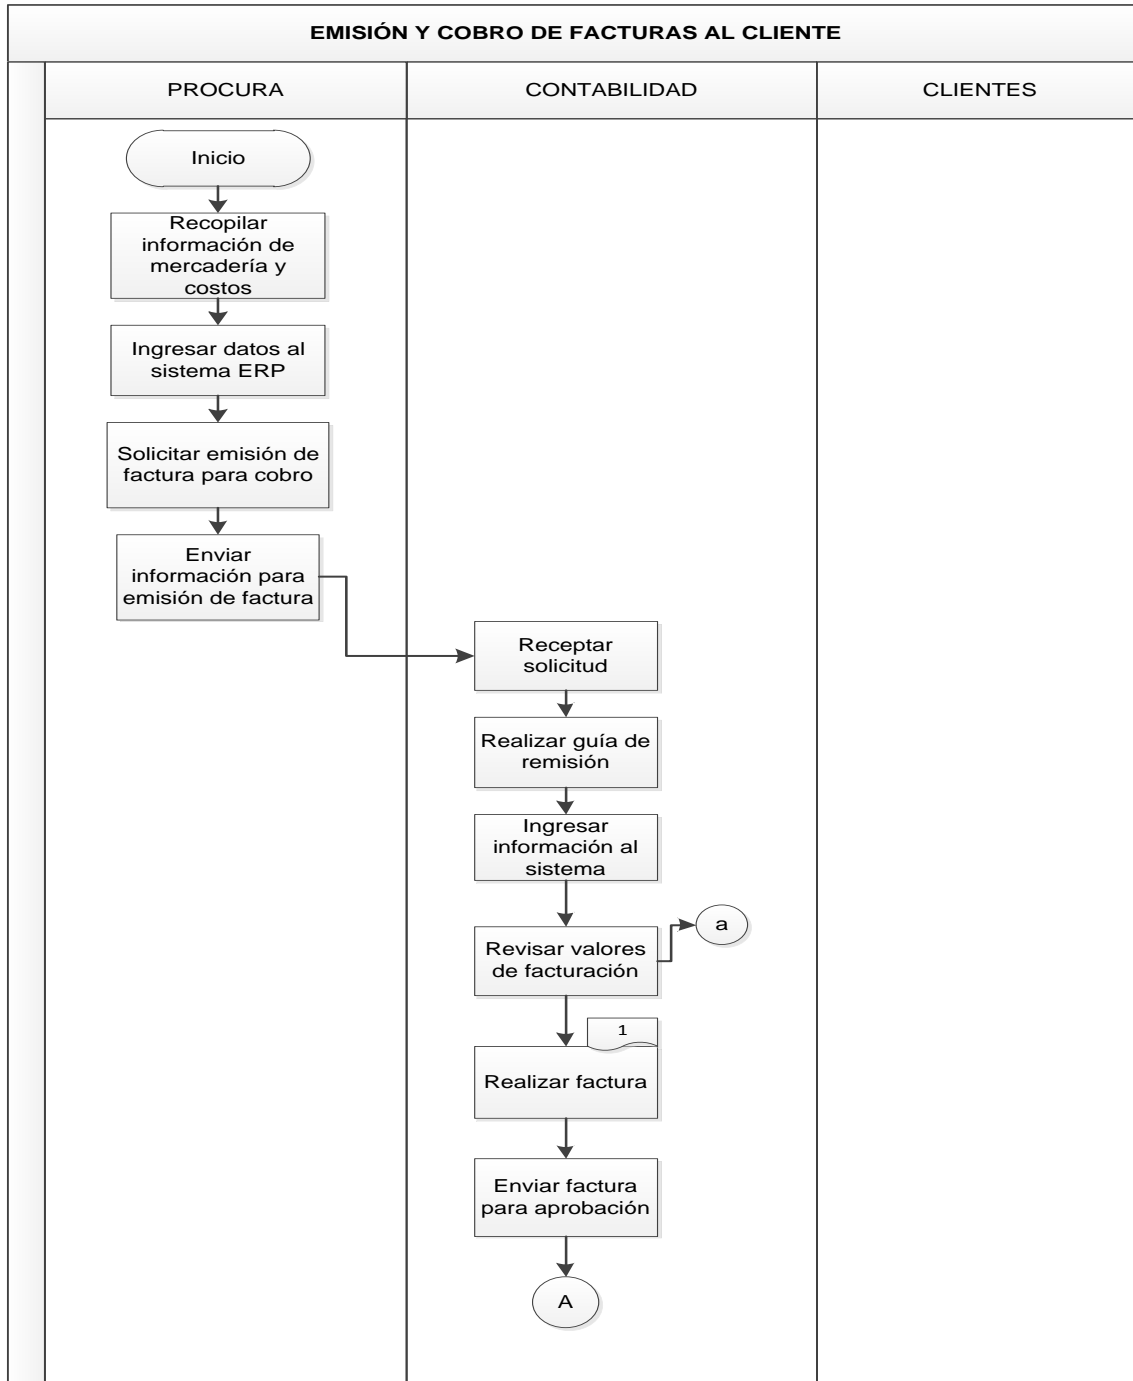 EMISIÓN Y COBRO DE FACTURAS AL CLIENTE
PROCURA
CONTABILIDAD
CLIENTES
Inicio
Recopilar
información de
mercadería y
costos
Ingresar datos al
sistema ERP
Solicitar emisión de
factura para cobro
Enviar
información para
emisión de factura
Receptar
solicitud
Realizar guía de
remisión
Ingresar
información al
sistema
Revisar valores
de facturación
a
1
Realizar factura
Enviar factura
para aprobación
A